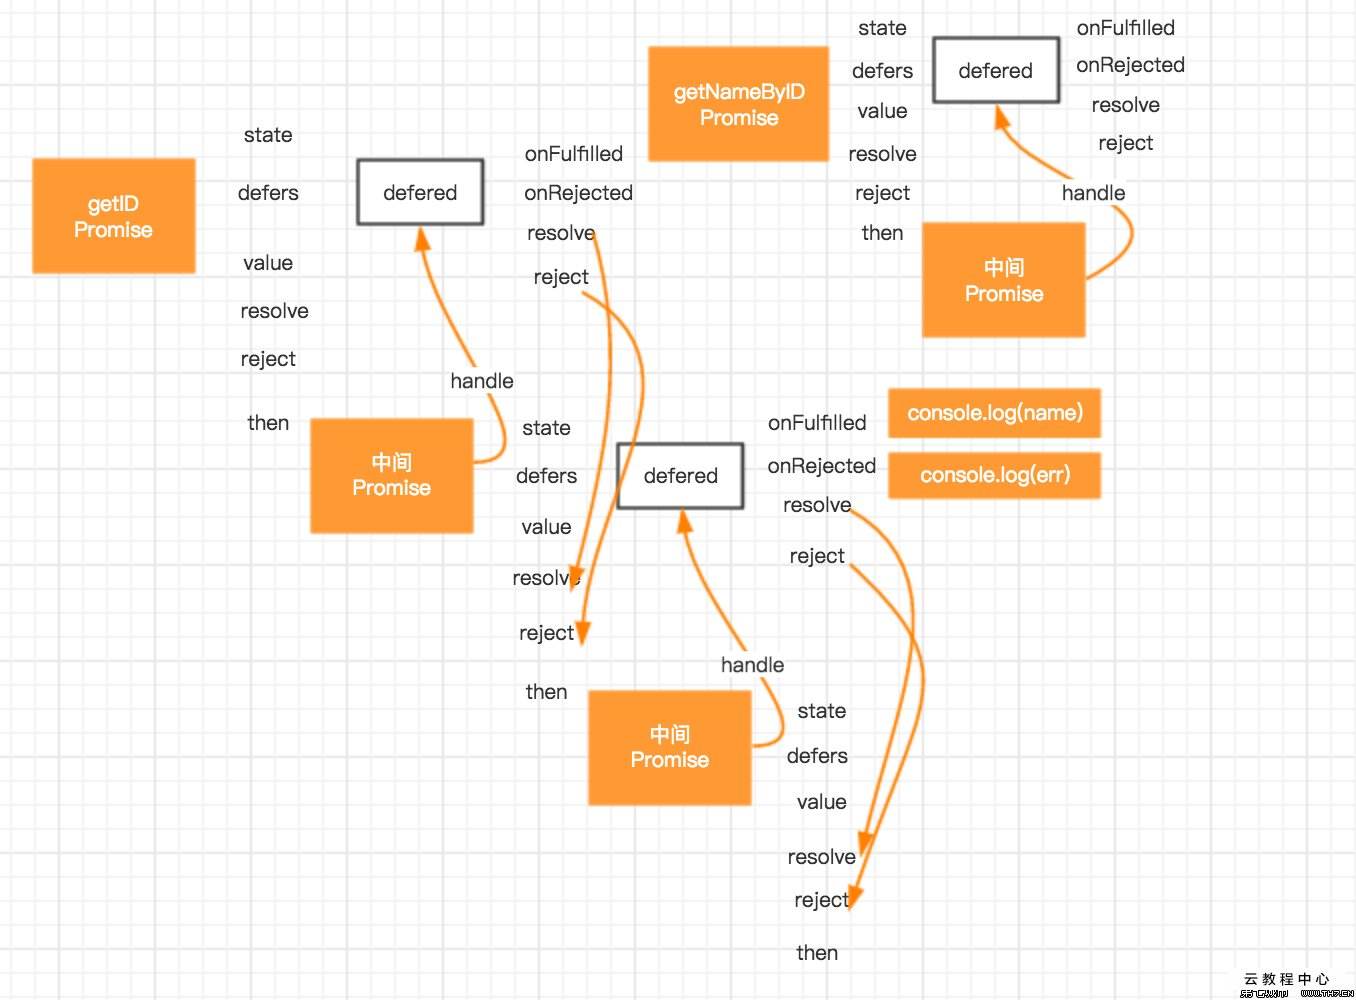 getID
Promise
state
defers
value
resolve
reject
then
defered
onFulfilled
onRejected
resolve
reject
handle
中间
Promise
state
defers
value
resolve
reject
then
defered
onFulfilled
onRejected
resolve
reject
console.log(name)
console.log(err)
handle
中间
Promise
state
defers
value
resolve
reject
then
getNameByID
Promise
state
defers
value
resolve
reject
then
defered
onFulfilled
onRejected
resolve
reject
handle
中间
Promise
云教程中心
WWW.TH7.CN